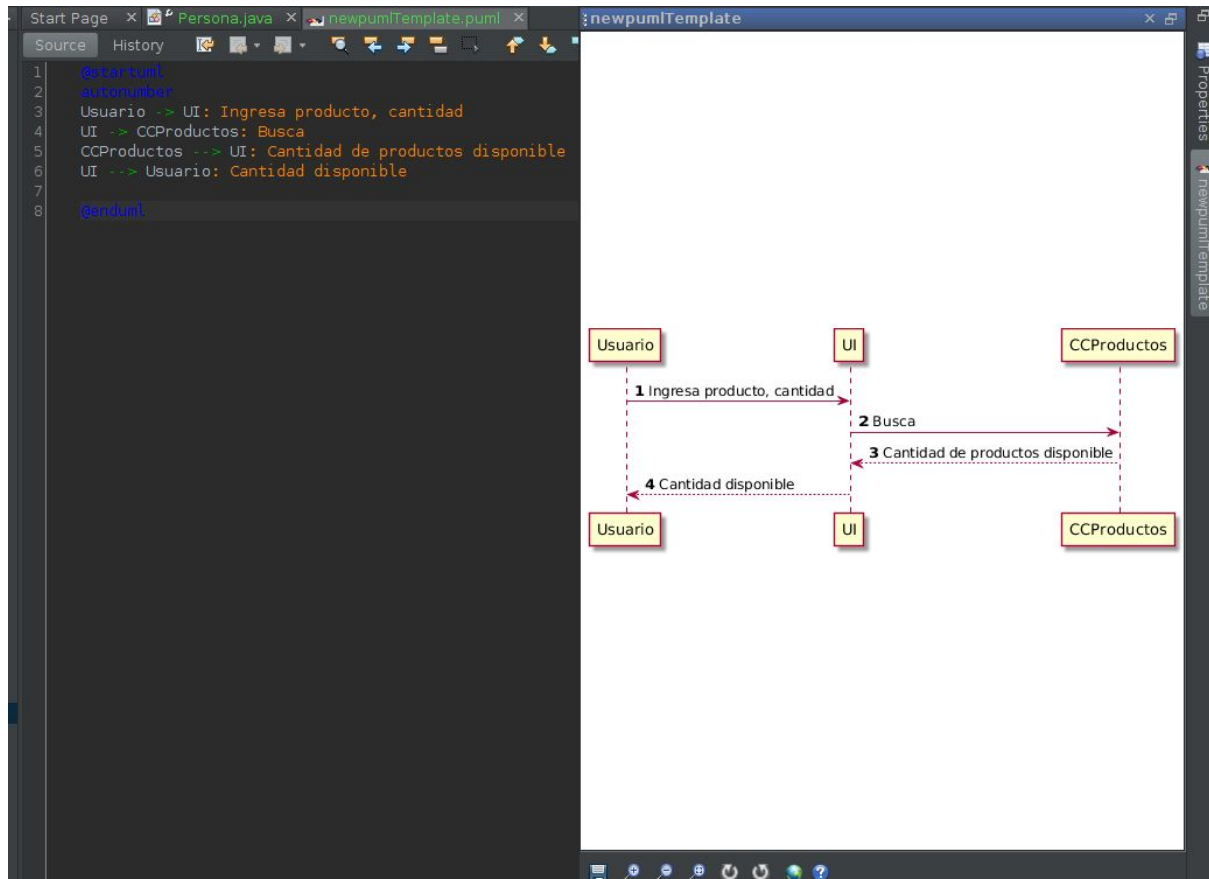 Start Page
Persona.java
newpumlTemplate.puml
newpumlTemplate
Source
History
1 @startuml
2 autonumber
3 Usuario -> UI: Ingresa producto, cantidad
4 UI -> CCProductos: Busca
5 CCProductos --> UI: Cantidad de productos disponible
6 UI --> Usuario: Cantidad disponible
7
8 @enduml
Usuario
UI
CCProductos
1 Ingresa producto, cantidad
2 Busca
3 Cantidad de productos disponible
4 Cantidad disponible
Usuario
UI
CCProductos
Properties
newpumlTemplate